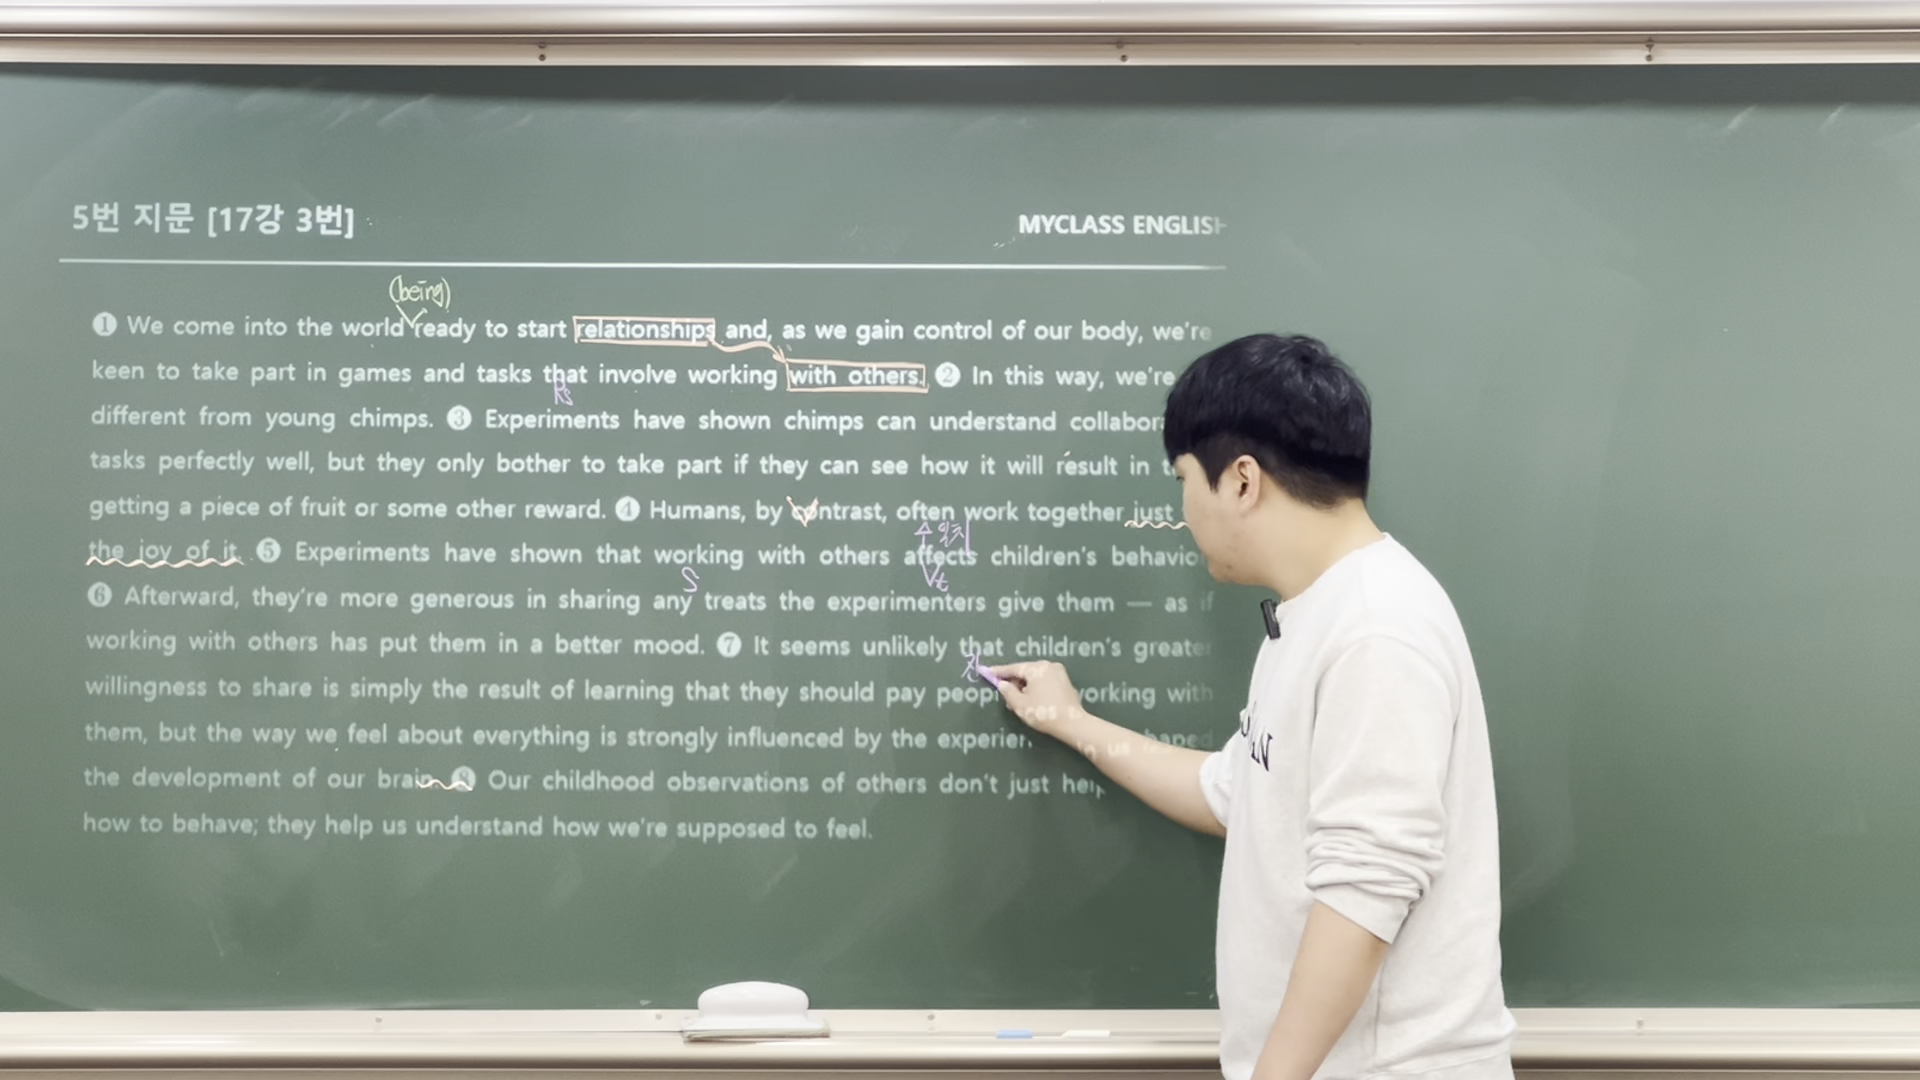 5번 지문 [17강 3번]
MYCLASS ENGLISH
(being)
❶ We come into the world ready to start relationships and, as we gain control of our body, we're
keen to take part in games and tasks that involve working with others. ❷ In this way, we're
Rs
different from young chimps. ❸ Experiments have shown chimps can understand
tasks perfectly well, but they only bother to take part if they can see how it will result in
getting a piece of fruit or some other reward. ❹ Humans, by contrast, often work together just
수일치
the joy of it. ❺ Experiments have shown that working with others affects children's
S Vt
❻ Afterward, they're more generous in sharing any treats the experimenters give them — as if
working with others has put them in a better mood. ❼ It seems unlikely that children's greater
willingness to share is simply the result of learning that they should pay working with
them, but the way we feel about everything is strongly influenced by the
the development of our brain. ❽ Our childhood observations of others don't just
how to behave; they help us understand how we're supposed to feel.